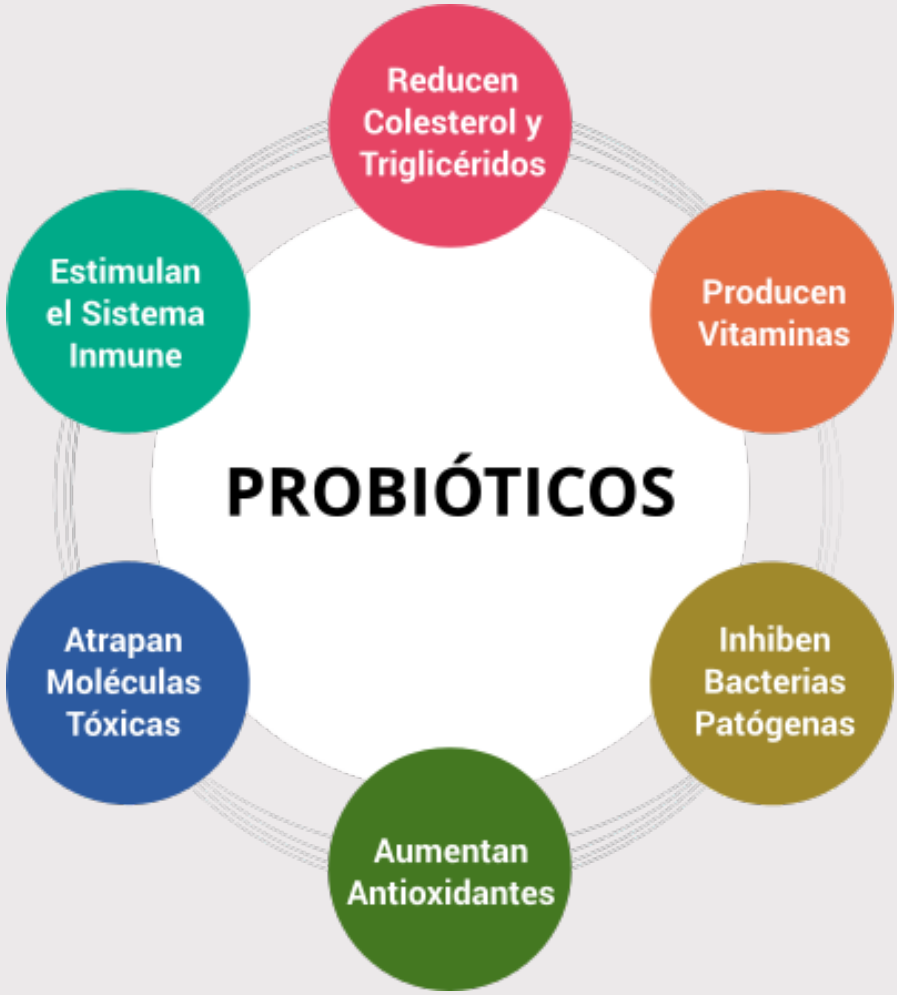 Reducen
Colesterol y
Triglicéridos
Producen
Vitaminas
Inhiben
Bacterias
Patógenas
Aumentan
Antioxidantes
Atrapan
Moléculas
Tóxicas
Estimulan
el Sistema
Inmune
PROBIÓTICOS